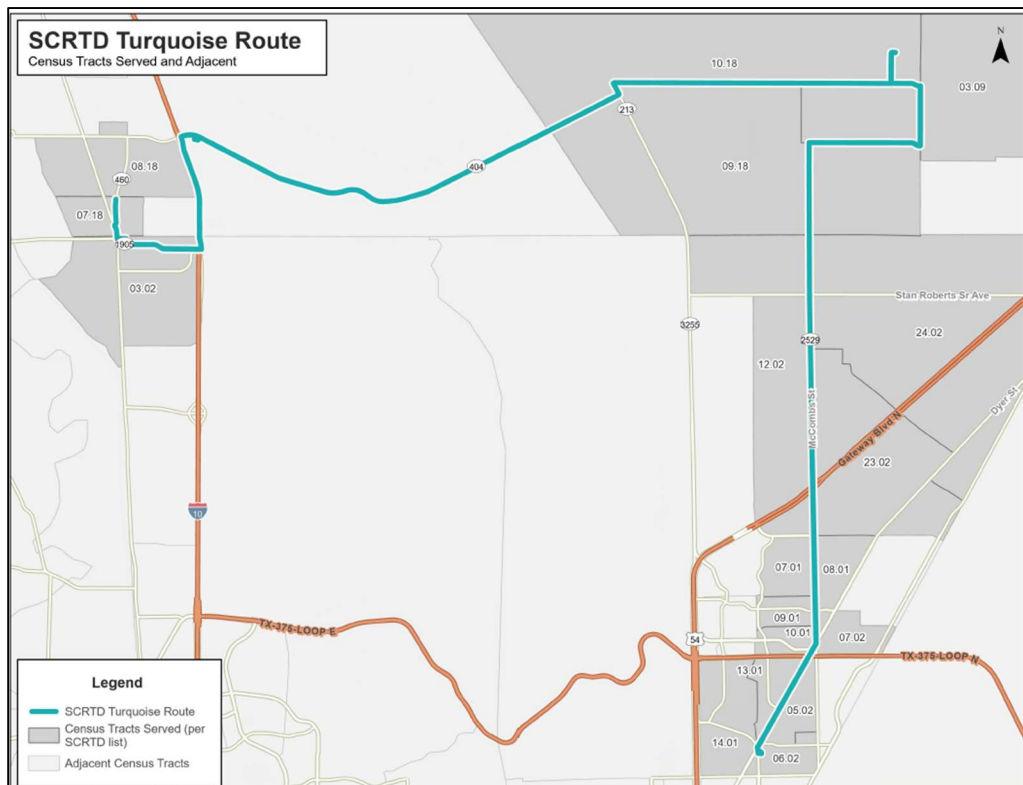 SCRTD Turquoise Route
Census Tracts Served and Adjacent
N
10.18
03.09
213
08.18
404
09.18
460
07.18
1905
03.02
Stan Roberts Sr Ave
3255
24.02
2529
12.02
McCombs St
Dyer St
Gateway Blvd N
23.02
10
07.01
08.01
09.01
10.01
07.02
TX-375-LOOP E
54
TX-375-LOOP N
13.01
05.02
14.01
06.02
Legend
SCRTD Turquoise Route
Census Tracts Served (per
SCRTD list)
Adjacent Census Tracts